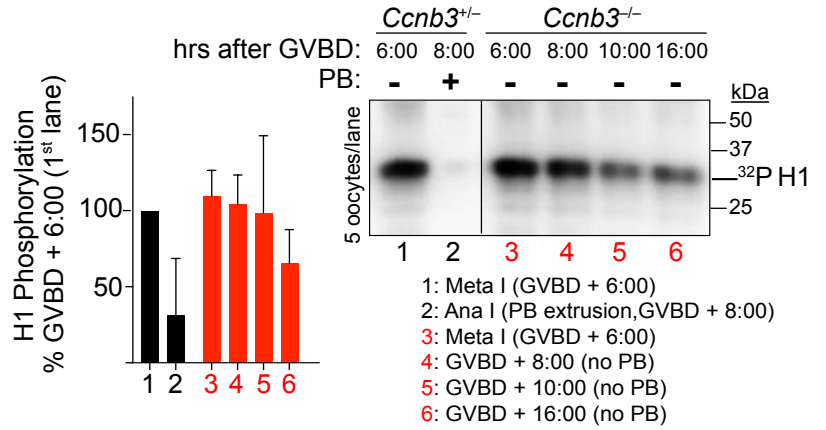 Ccnb3+/– Ccnb3–/–
hrs after GVBD: 6:00 8:00 6:00 8:00 10:00 16:00
PB: - + - - - -
kDa
50
37
32P H1
25
5 oocytes/lane
1 2 3 4 5 6
H1 Phosphorylation
% GVBD + 6:00 (1st lane)
150
100
50
1 2 3 4 5 6
1: Meta I (GVBD + 6:00)
2: Ana I (PB extrusion,GVBD + 8:00)
3: Meta I (GVBD + 6:00)
4: GVBD + 8:00 (no PB)
5: GVBD + 10:00 (no PB)
6: GVBD + 16:00 (no PB)